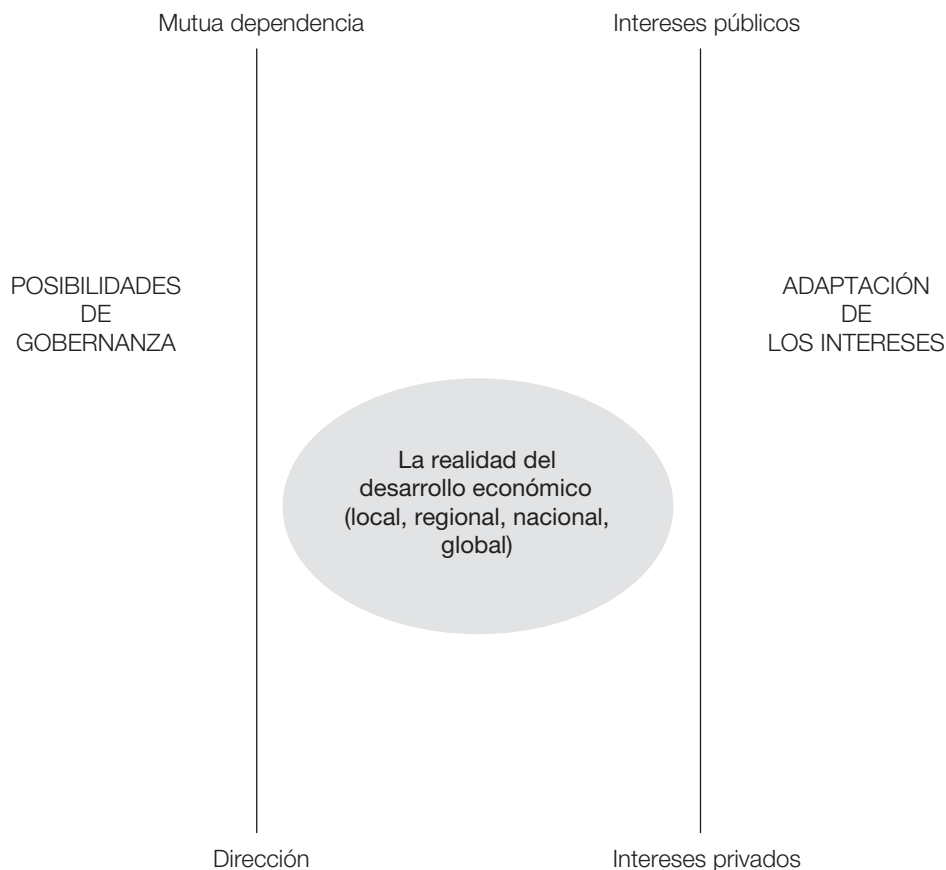 Mutua dependencia
Intereses públicos
POSIBILIDADES
DE
GOBERNANZA
ADAPTACIÓN
DE
LOS INTERESES
La realidad del
desarrollo económico
(local, regional, nacional,
global)
Dirección
Intereses privados